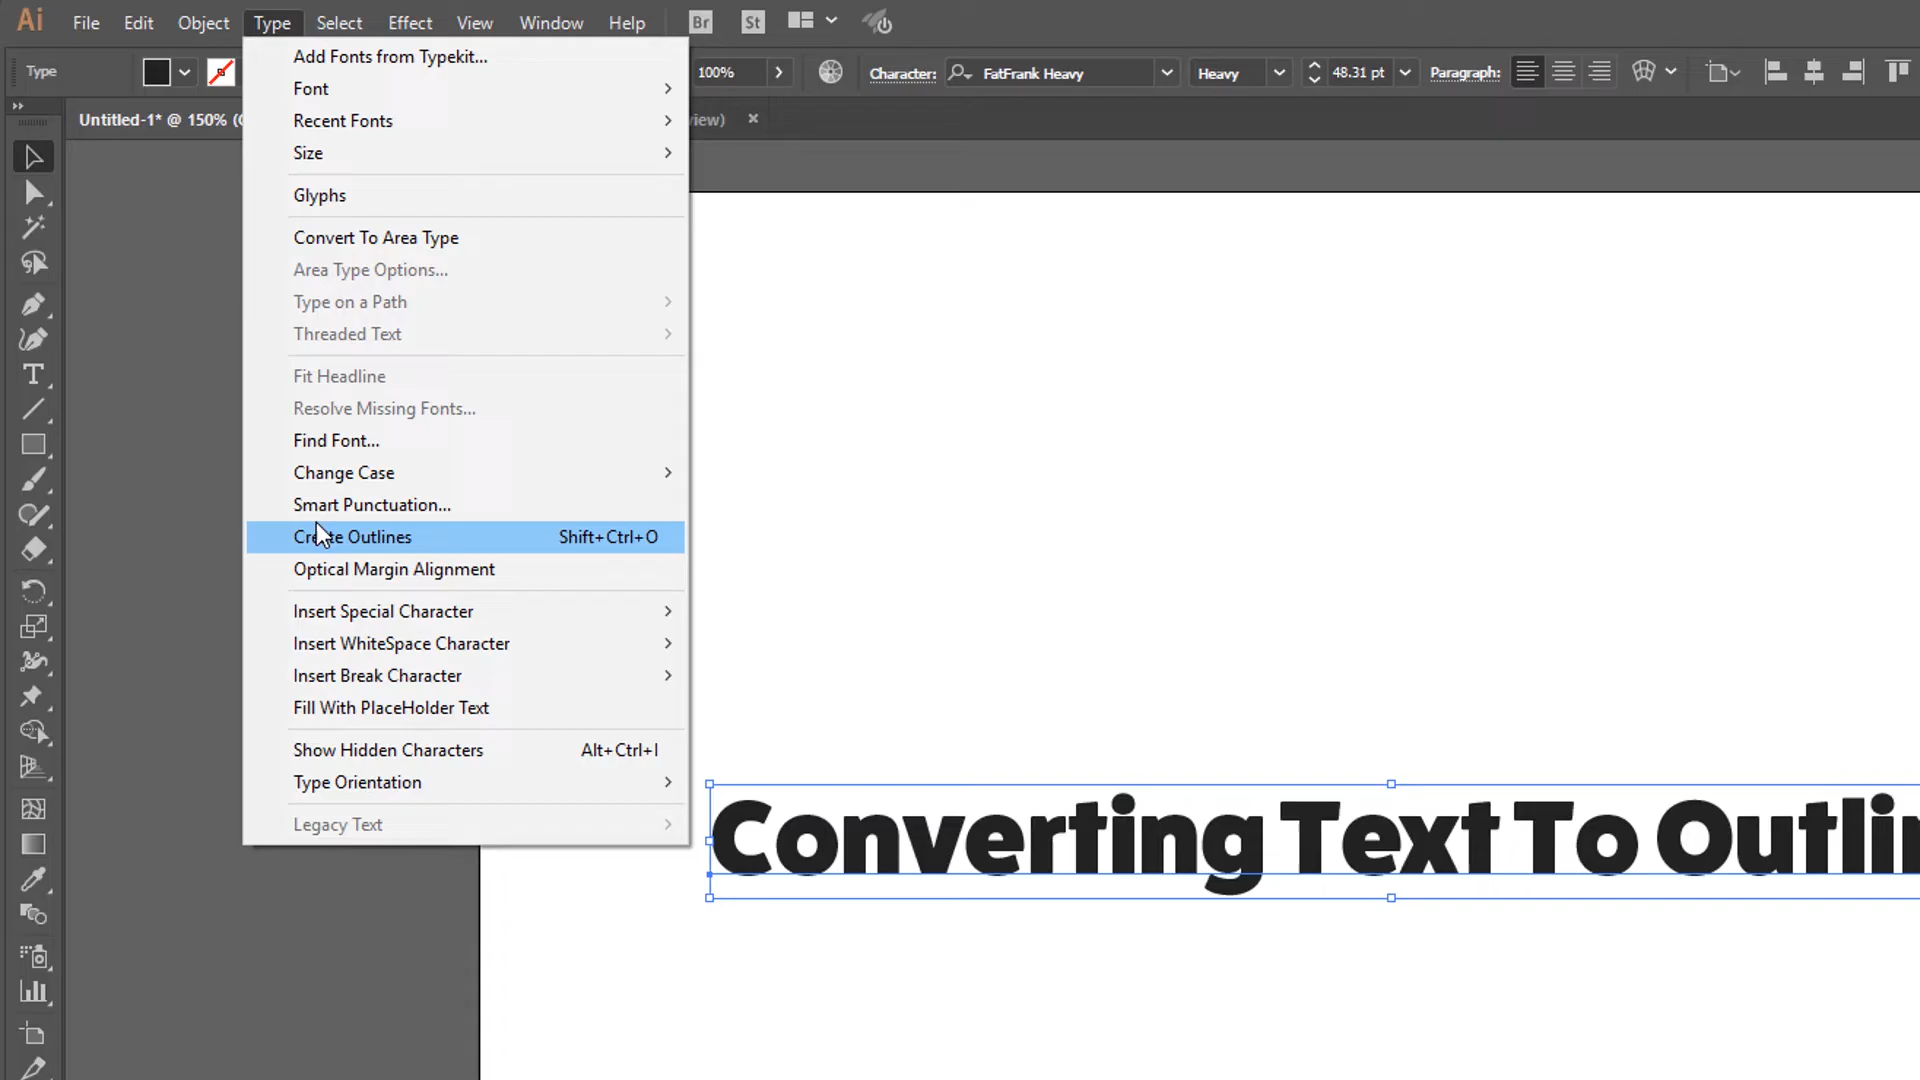 Ai File Edit Object Type Select Effect View Window Help Br St
Type 100% Character: FatFrank Heavy Heavy 48.31 pt Paragraph:
Untitled-1* @ 150% (
view) ×
Add Fonts from Typekit...
Font
Recent Fonts
Size
Glyphs
Convert To Area Type
Area Type Options...
Type on a Path
Threaded Text
Fit Headline
Resolve Missing Fonts...
Find Font...
Change Case
Smart Punctuation...
Create Outlines Shift+Ctrl+O
Optical Margin Alignment
Insert Special Character
Insert WhiteSpace Character
Insert Break Character
Fill With PlaceHolder Text
Show Hidden Characters Alt+Ctrl+I
Type Orientation
Legacy Text
Converting Text To Outlin